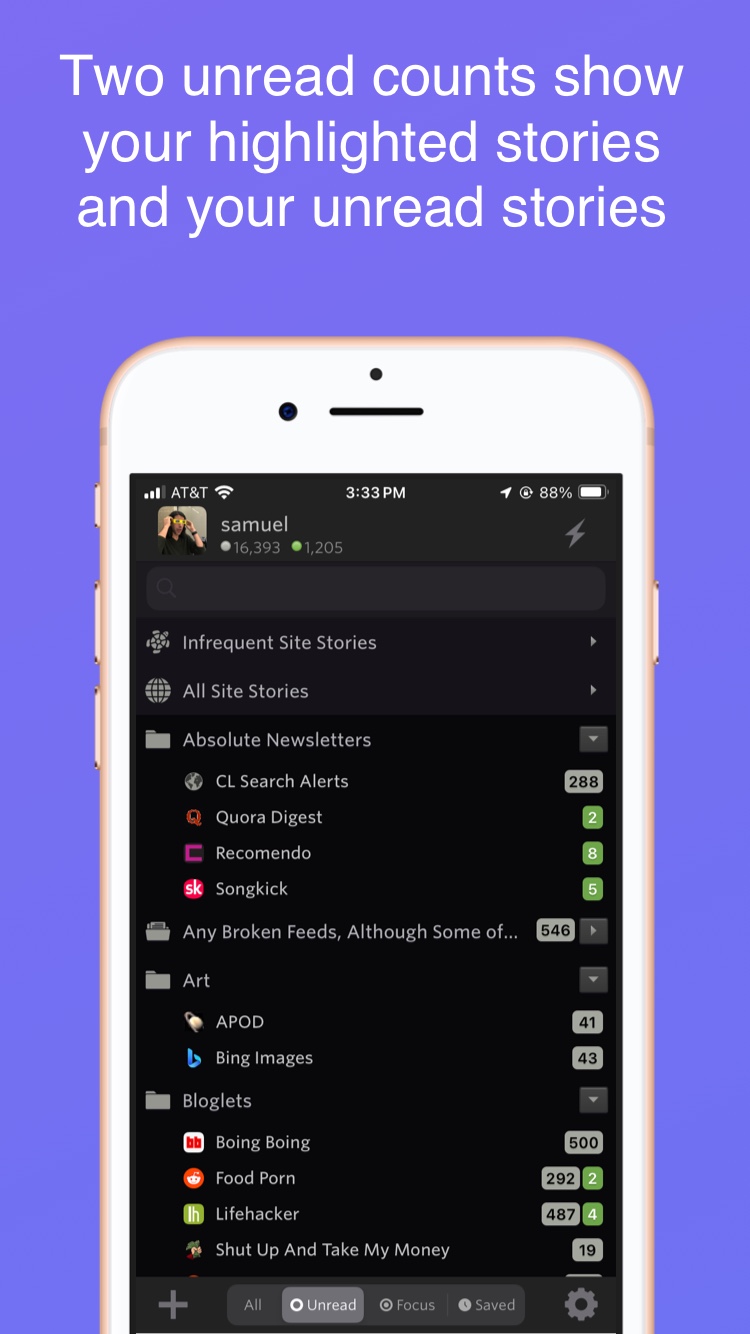 Two unread counts show
your highlighted stories
and your unread stories
AT&T 3:33 PM 88%
samuel
16,393 1,205
Infrequent Site Stories
All Site Stories
Absolute Newsletters
CL Search Alerts 288
Quora Digest 2
Recomendo 8
sk Songkick 5
Any Broken Feeds, Although Some of... 546
Art
APOD 41
Bing Images 43
Bloglets
bb Boing Boing 500
Food Porn 292 2
lh Lifehacker 487 4
Shut Up And Take My Money 19
All Unread Focus Saved